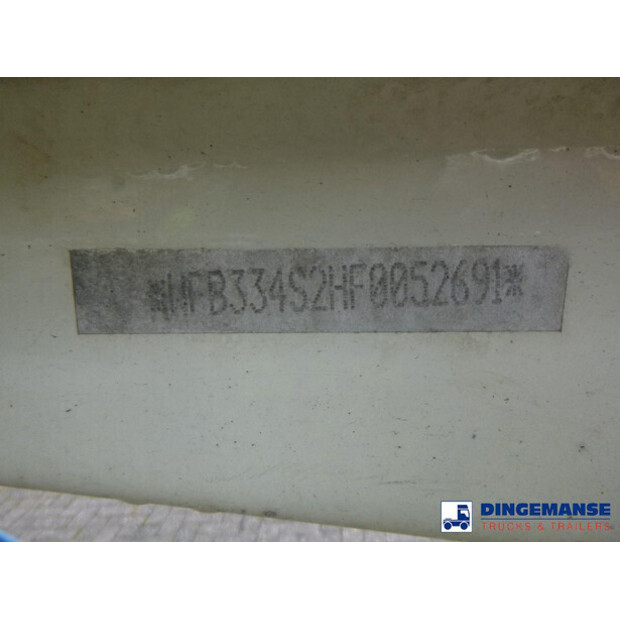 *WFB334S2HF0052691*
DINGEMANSE
TRUCKS & TRAILERS